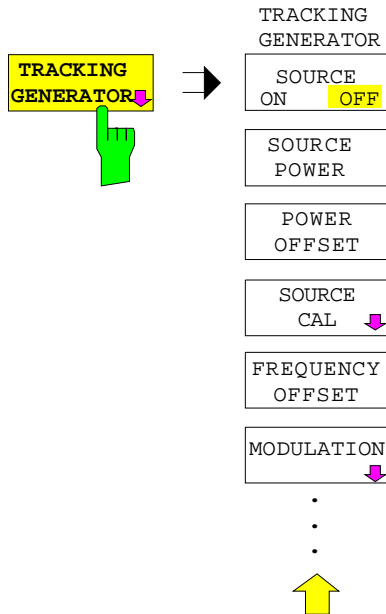 TRACKING
GENERATOR
TRACKING
GENERATOR
SOURCE
ON OFF
SOURCE
POWER
POWER
OFFSET
SOURCE
CAL
FREQUENCY
OFFSET
MODULATION